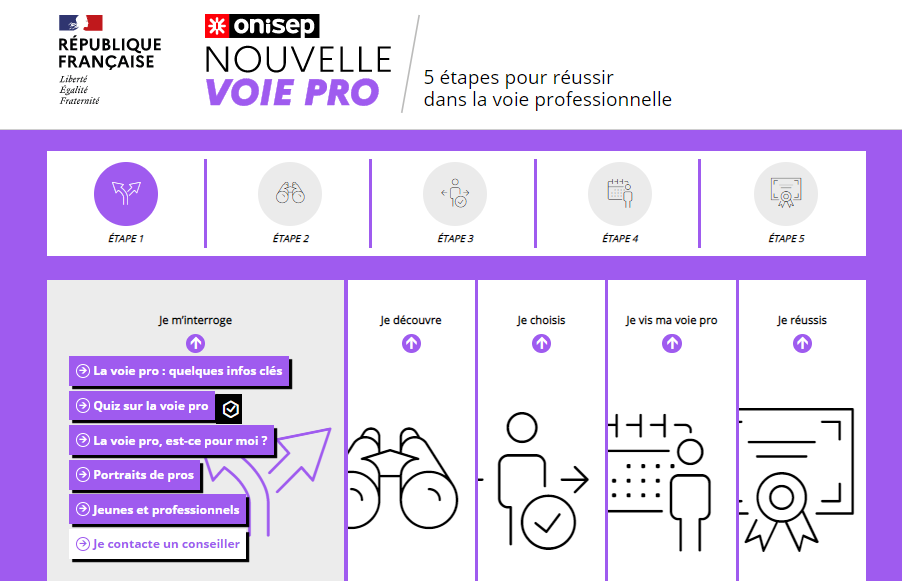 RÉPUBLIQUE
FRANÇAISE
Liberté
Égalité
Fraternité
onisep
NOUVELLE
VOIE PRO
5 étapes pour réussir
dans la voie professionnelle
ÉTAPE 1
ÉTAPE 2
ÉTAPE 3
ÉTAPE 4
ÉTAPE 5
Je m'interroge
La voie pro : quelques infos clés
Quiz sur la voie pro
La voie pro, est-ce pour moi ?
Portraits de pros
Jeunes et professionnels
Je contacte un conseiller
Je découvre
Je choisis
Je vis ma voie pro
Je réussis